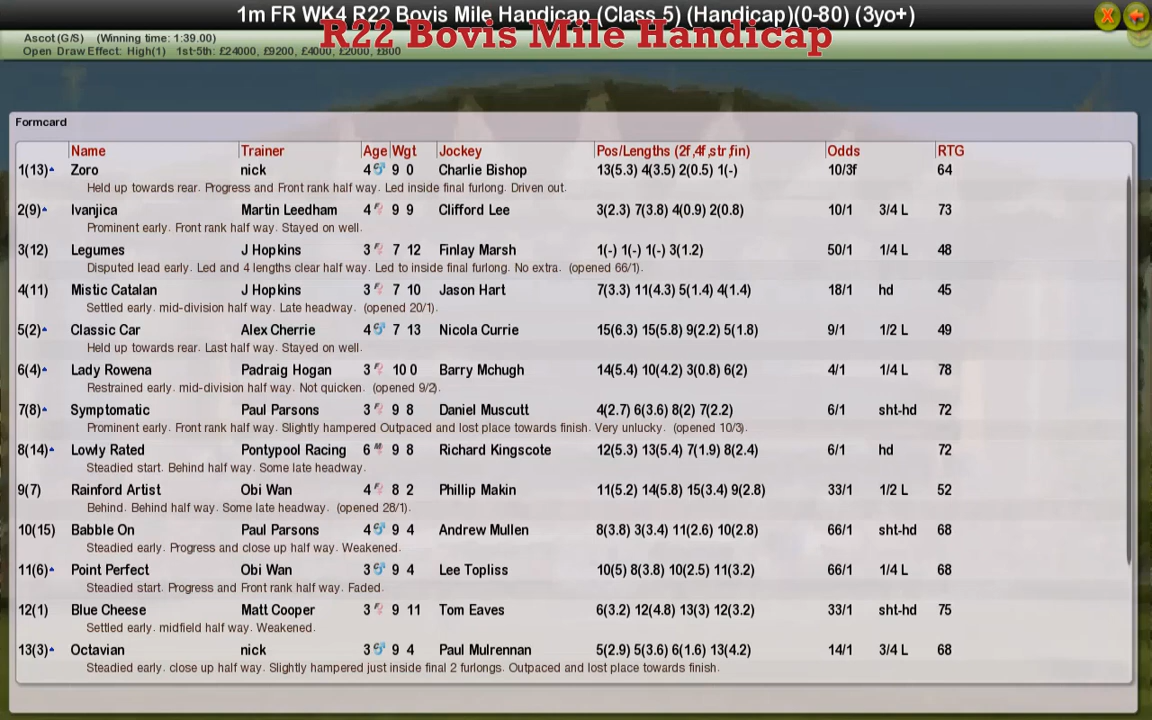 1m FR WK4 R22 Bovis Mile Handicap (Class 5) (Handicap)(0-80) (3yo+)
R22 Bovis Mile Handicap
Ascot(G/S) (Winning time: 1:39.00)
Open Draw Effect: High(1) 1st-5th: £24000, £9200, £4000, £2000, £800
Formcard
Name Trainer Age Wgt Jockey Pos/Lengths (2f,4f,str,fin) Odds RTG
1(13) Zoro nick 4 9 0 Charlie Bishop 13(5.3) 4(3.5) 2(0.5) 1(-) 10/3f 64
Held up towards rear. Progress and Front rank half way. Led inside final furlong. Driven out.
2(9) Ivanjica Martin Leedham 4 9 9 Clifford Lee 3(2.3) 7(3.8) 4(0.9) 2(0.8) 10/1 3/4 L 73
Prominent early. Front rank half way. Stayed on well.
3(12) Legumes J Hopkins 3 7 12 Finlay Marsh 1(-) 1(-) 1(-) 3(1.2) 50/1 1/4 L 48
Disputed lead early. Led and 4 lengths clear half way. Led to inside final furlong. No extra. (opened 66/1).
4(11) Mistic Catalan J Hopkins 3 7 10 Jason Hart 7(3.3) 11(4.3) 5(1.4) 4(1.4) 18/1 hd 45
Settled early. mid-division half way. Late headway. (opened 20/1).
5(2) Classic Car Alex Cherrie 4 7 13 Nicola Currie 15(6.3) 15(5.8) 9(2.2) 5(1.8) 9/1 1/2 L 49
Held up towards rear. Last half way. Stayed on well.
6(4) Lady Rowena Padraig Hogan 3 10 0 Barry Mchugh 14(5.4) 10(4.2) 3(0.8) 6(2) 4/1 1/4 L 78
Restrained early. mid-division half way. Not quicken. (opened 9/2).
7(8) Symptomatic Paul Parsons 3 9 8 Daniel Muscutt 4(2.7) 6(3.6) 8(2) 7(2.2) 6/1 sht-hd 72
Prominent early. Front rank half way. Slightly hampered Outpaced and lost place towards finish. Very unlucky. (opened 10/3).
8(14) Lowly Rated Pontypool Racing 6 9 8 Richard Kingscote 12(5.3) 13(5.4) 7(1.9) 8(2.4) 6/1 hd 72
Steadied start. Behind half way. Some late headway.
9(7) Rainford Artist Obi Wan 4 8 2 Phillip Makin 11(5.2) 14(5.8) 15(3.4) 9(2.8) 33/1 1/2 L 52
Behind. Behind half way. Some late headway. (opened 28/1).
10(15) Babble On Paul Parsons 4 9 4 Andrew Mullen 8(3.8) 3(3.4) 11(2.6) 10(2.8) 66/1 sht-hd 68
Steadied early. Progress and close up half way. Weakened.
11(6) Point Perfect Obi Wan 3 9 4 Lee Topliss 10(5) 8(3.8) 10(2.5) 11(3.2) 66/1 1/4 L 68
Steadied start. Progress and Front rank half way. Faded.
12(1) Blue Cheese Matt Cooper 3 9 11 Tom Eaves 6(3.2) 12(4.8) 13(3) 12(3.2) 33/1 sht-hd 75
Settled early. midfield half way. Weakened.
13(3) Octavian nick 3 9 4 Paul Mulrennan 5(2.9) 5(3.6) 6(1.6) 13(4.2) 14/1 3/4 L 68
Steadied early. close up half way. Slightly hampered just inside final 2 furlongs. Outpaced and lost place towards finish.